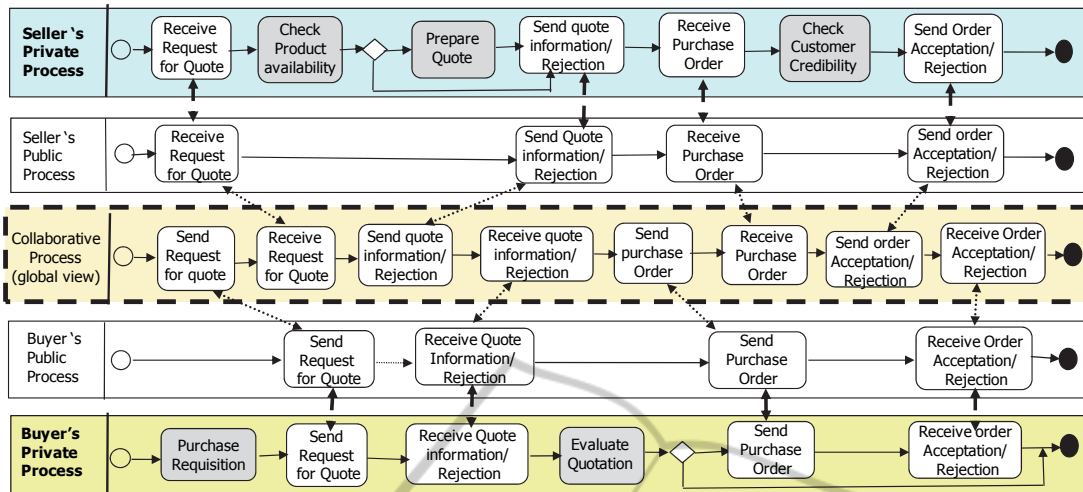 Seller‘s
Private
Process
Receive
Request
for Quote
Check
Product
availability
Prepare
Quote
Send quote
information/
Rejection
Receive
Purchase
Order
Check
Customer
Credibility
Send Order
Acceptation/
Rejection
Seller‘s
Public
Process
Receive
Request
for Quote
Send Quote
information/
Rejection
Receive
Purchase
Order
Send order
Acceptation/
Rejection
Collaborative
Process
(global view)
Send
Request
for quote
Receive
Request
for Quote
Send quote
information/
Rejection
Receive quote
information/
Rejection
Send
purchase
Order
Receive
Purchase
Order
Send order
Acceptation/
Rejection
Receive Order
Acceptation/
Rejection
Buyer‘s
Public
Process
Send
Request
for Quote
Receive Quote
Information/
Rejection
Send
Purchase
Order
Receive Order
Acceptation/
Rejection
Buyer’s
Private
Process
Purchase
Requisition
Send
Request
for Quote
Receive Quote
information/
Rejection
Evaluate
Quotation
Send
Purchase
Order
Receive order
Acceptation/
Rejection